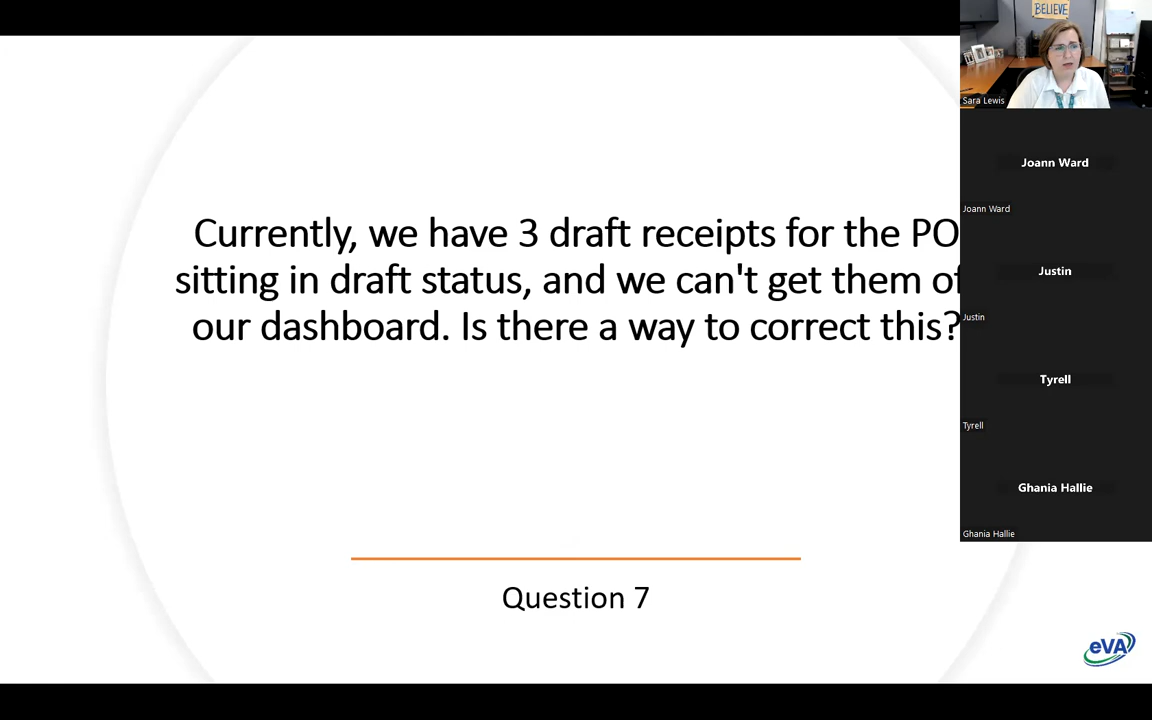 BELIEVE
Sara Lewis
Currently, we have 3 draft receipts for the PO
sitting in draft status, and we can't get them of
our dashboard. Is there a way to correct this?
Joann Ward
Joann Ward
Justin
Justin
Tyrell
Tyrell
Ghania Hallie
Ghania Hallie
Question 7
eVA